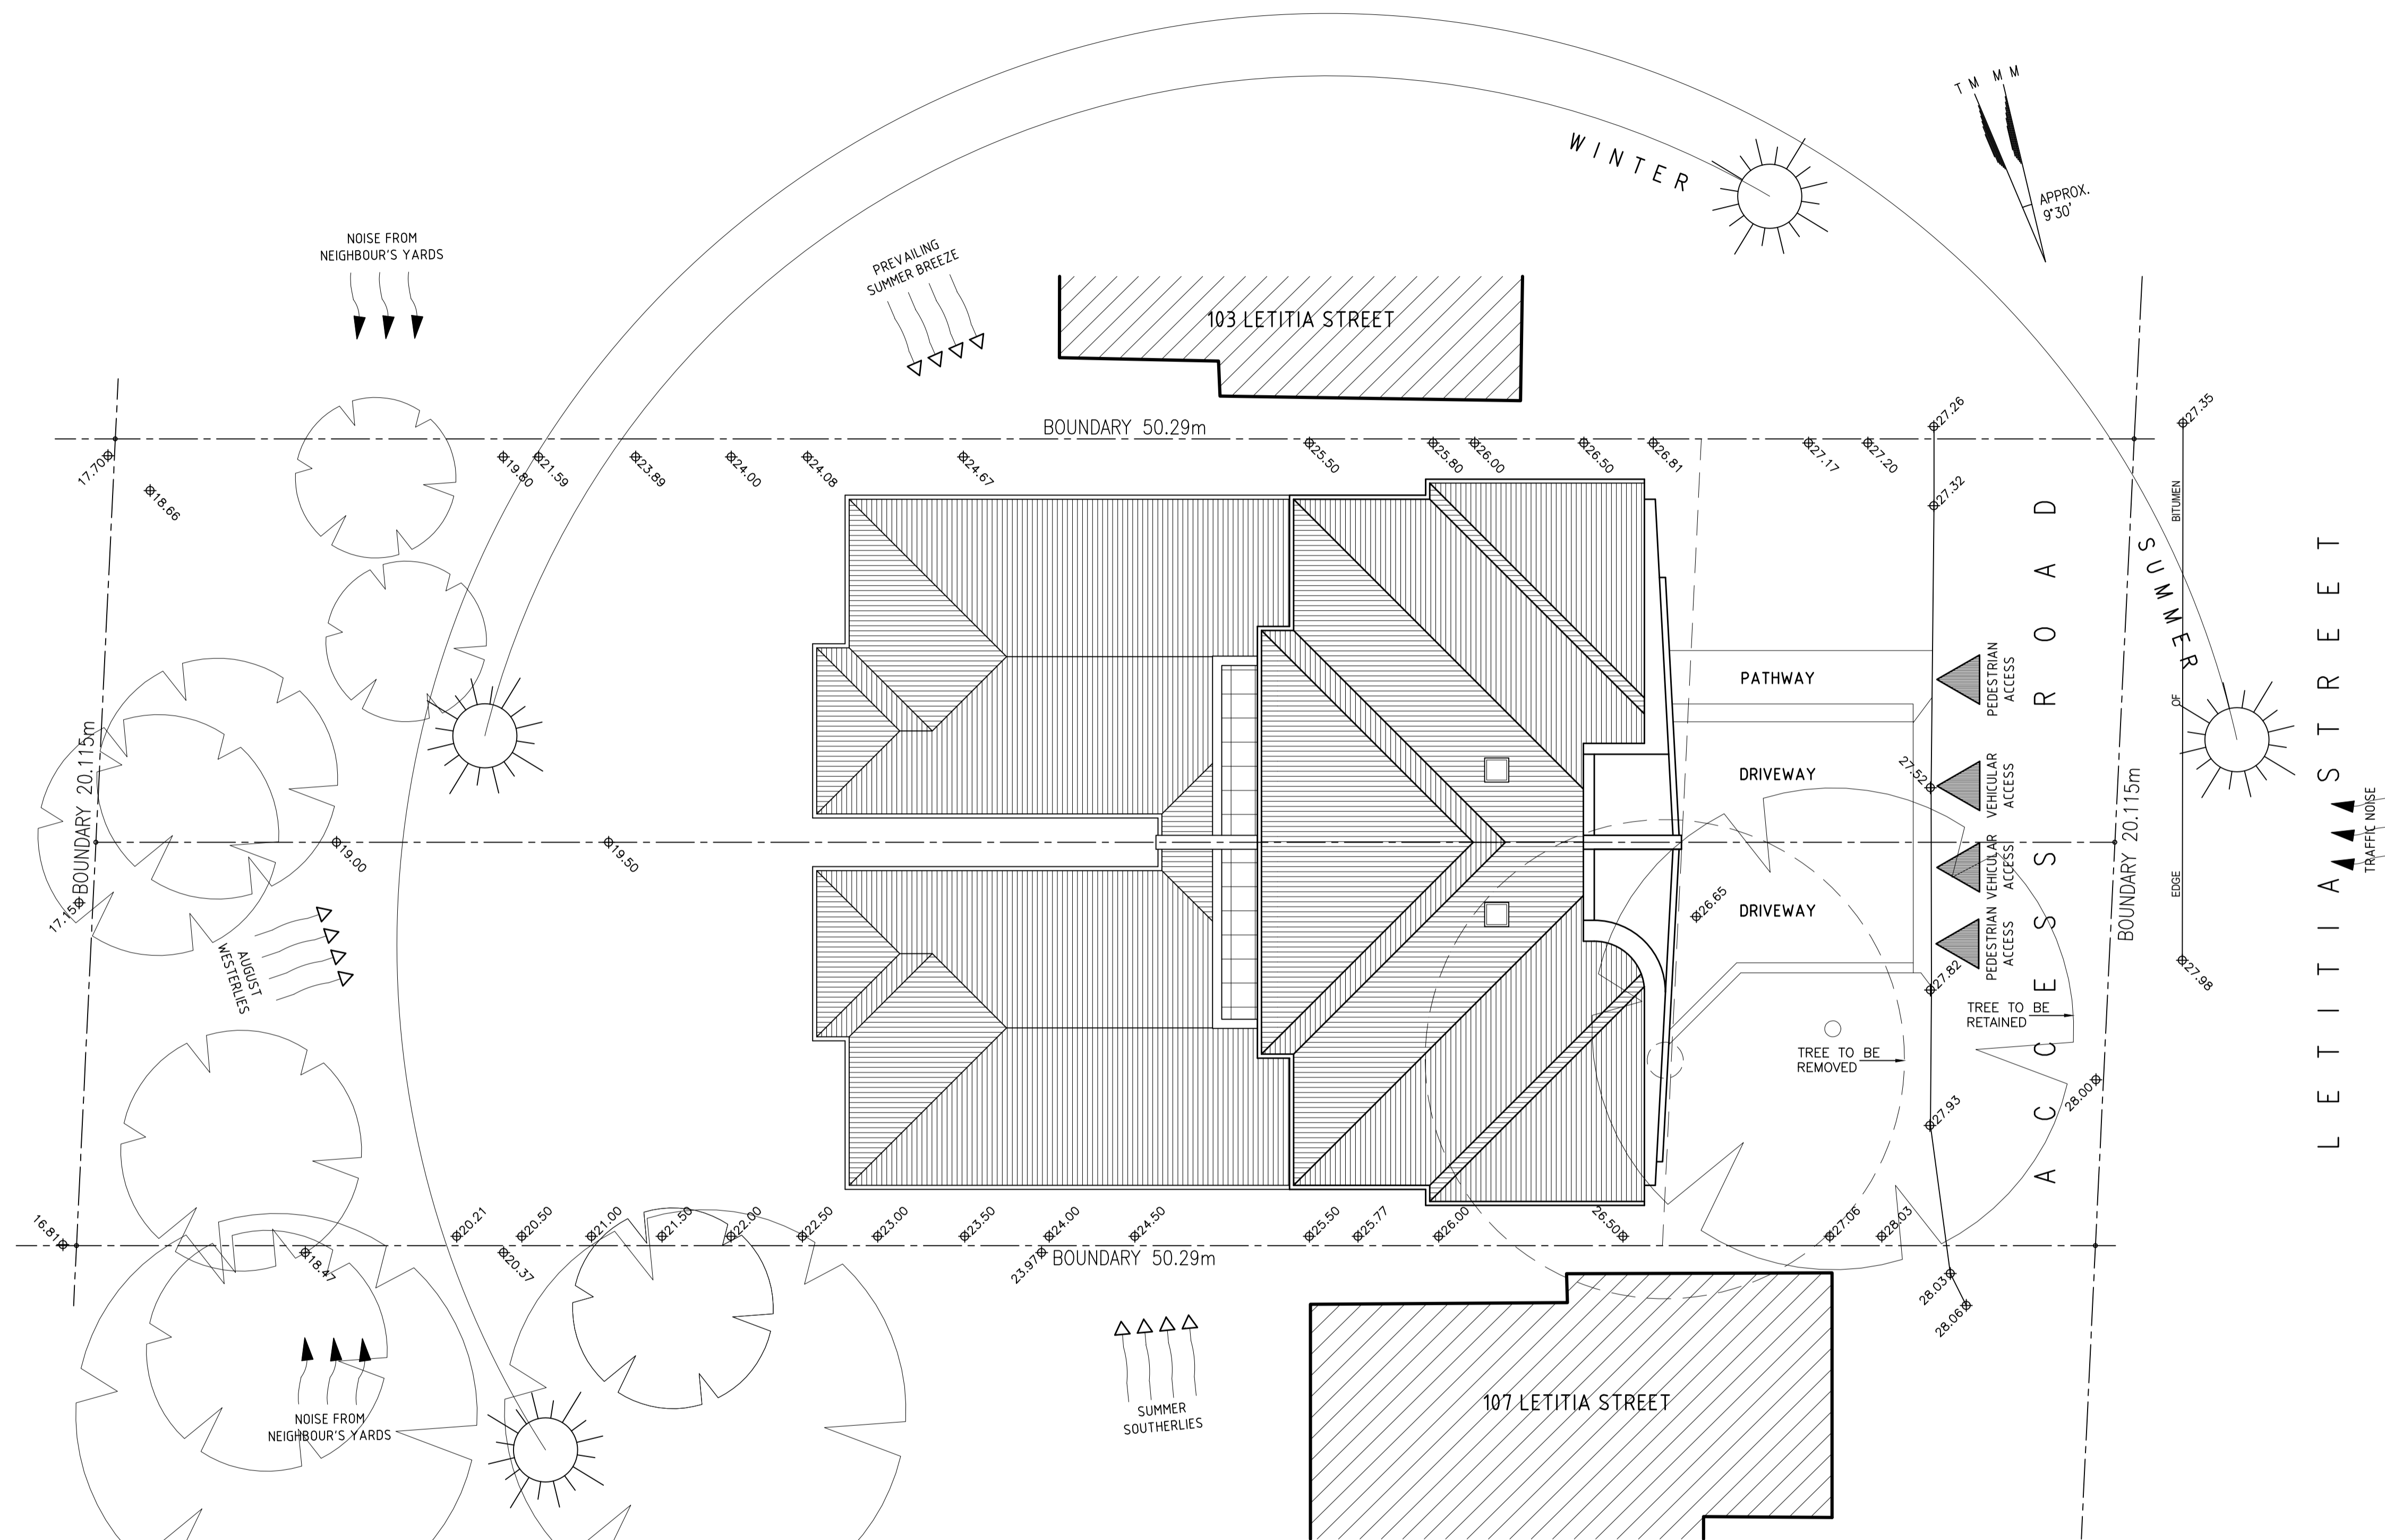 WINTER
T M
M M
APPROX.
9°30'
NOISE FROM
NEIGHBOUR'S YARDS
PREVAILING
SUMMER BREEZE
103 LETITIA STREET
BOUNDARY 50.29m
27.26
27.35
17.70
18.66
19.80
21.59
23.89
24.00
24.08
24.67
25.50
25.80
26.00
26.50
26.81
27.17
27.20
27.32
BITUMEN
OF
EDGE
SUMMER
ACCESS ROAD
LETITIA STREET
PATHWAY
PEDESTRIAN
ACCESS
DRIVEWAY
27.52
VEHICULAR
ACCESS
BOUNDARY 20.115m
BOUNDARY 20.115m
TRAFFIC NOISE
19.00
19.50
VEHICULAR
ACCESS
DRIVEWAY
26.65
17.15
PEDESTRIAN
ACCESS
AUGUST
WESTERLIES
27.82
27.98
TREE TO BE
RETAINED
TREE TO BE
REMOVED
28.00
27.93
16.81
18.47
20.21
20.37
20.50
21.00
21.50
22.00
22.50
23.00
23.50
23.97
24.00
24.50
25.50
25.77
26.00
26.50
27.06
28.03
BOUNDARY 50.29m
28.03
28.06
NOISE FROM
NEIGHBOUR'S YARDS
SUMMER
SOUTHERLIES
107 LETITIA STREET